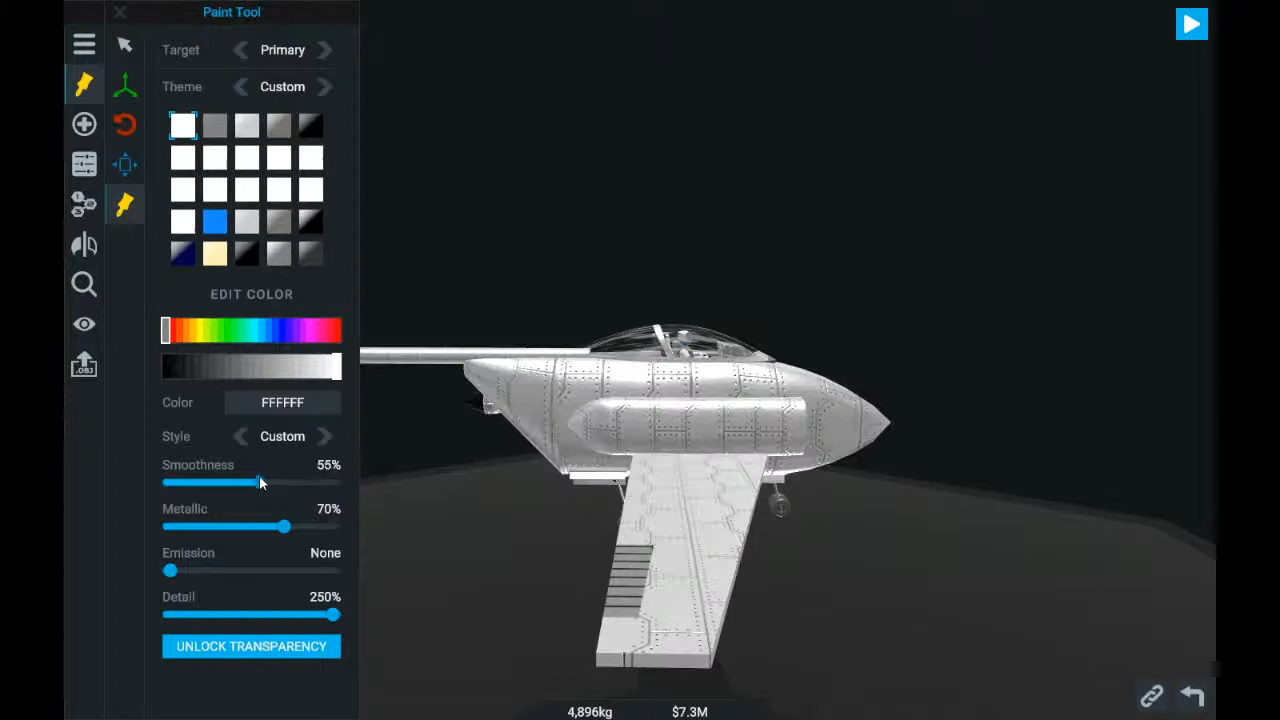 Paint Tool
Target Primary
Theme Custom
EDIT COLOR
Color FFFFFF
Style Custom
Smoothness 55%
Metallic 70%
Emission None
Detail 250%
UNLOCK TRANSPARENCY
.OBJ
4,896kg $7.3M